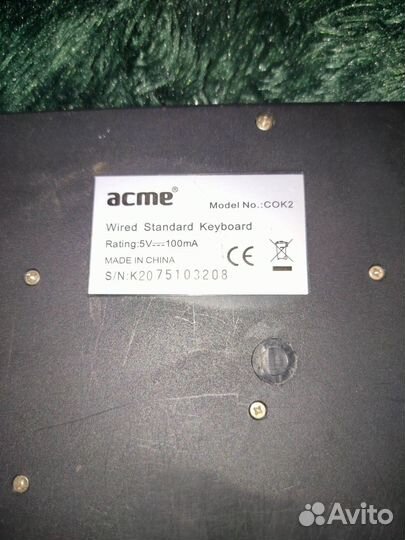 acme® Model No.:COK2
Wired Standard Keyboard
Rating:5V⎓100mA
MADE IN CHINA
S/N:K2075103208
CE
Avito